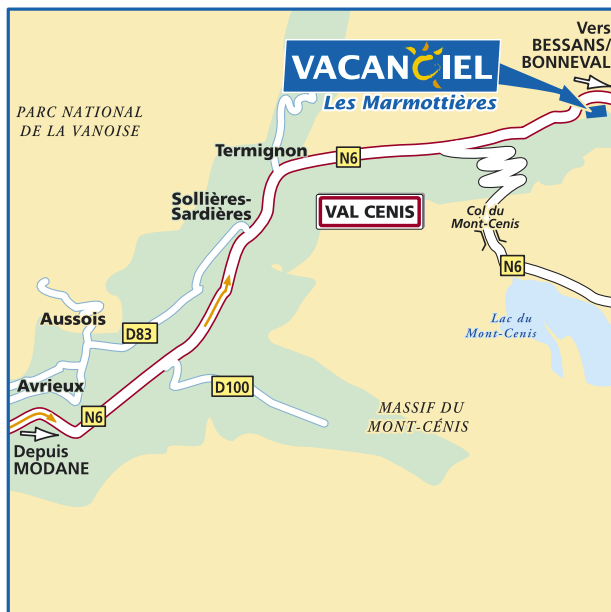 Vers
BESSANS/
BONNEVAL
VACANCIEL
Les Marmottières
PARC NATIONAL
DE LA VANOISE
Termignon
N6
Sollières-
Sardières
VAL CENIS
Col du
Mont-Cenis
N6
Lac du
Mont-Cenis
Aussois
D83
Avrieux
D100
N6
MASSIF DU
MONT-CÉNIS
Depuis
MODANE